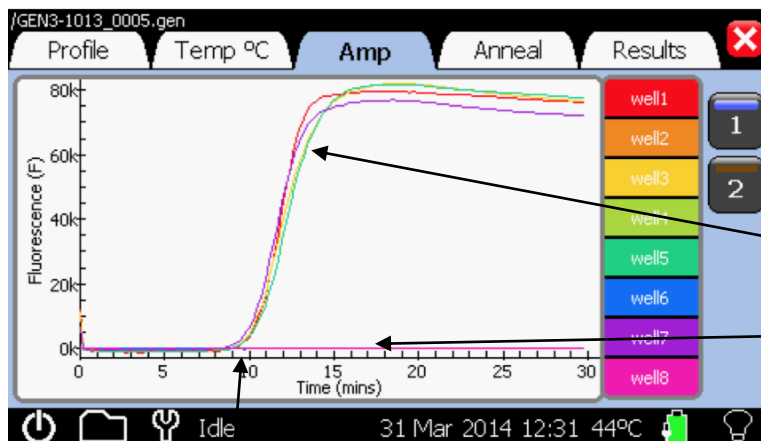 /GEN3-1013_0005.gen
Profile Temp ºC Amp Anneal Results
80k
60k
40k
20k
0k
Fluorescence (F)
0 5 10 15 20 25 30
Time (mins)
well1
well2
well3
well4
well5
well6
well7
well8
1
2
Idle 31 Mar 2014 12:31 44ºC